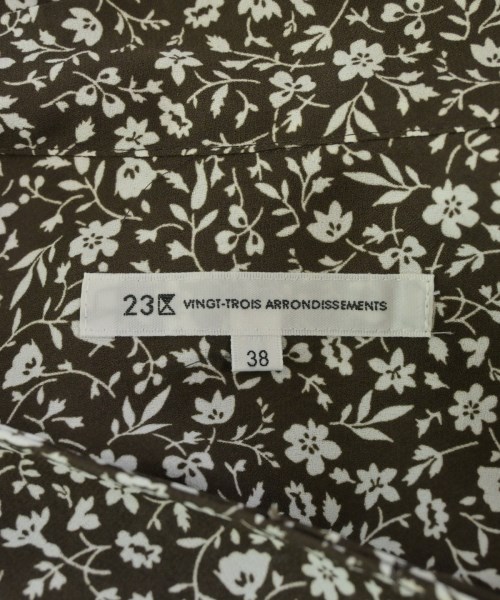 23区 VINGT-TROIS ARRONDISSEMENTS
38